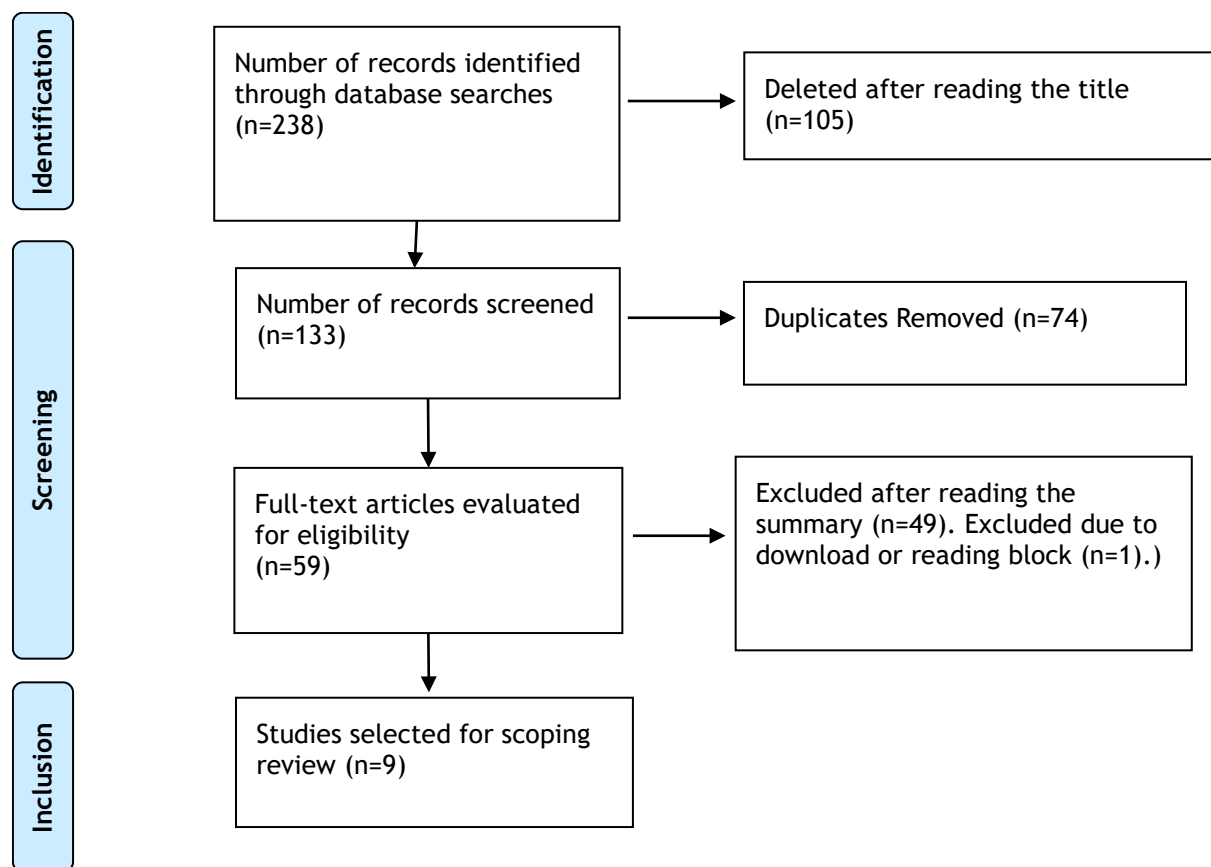 Identification
Number of records identified
through database searches
(n=238)
Deleted after reading the title
(n=105)
Screening
Number of records screened
(n=133)
Duplicates Removed (n=74)
Full-text articles evaluated
for eligibility
(n=59)
Excluded after reading the
summary (n=49). Excluded due to
download or reading block (n=1).)
Inclusion
Studies selected for scoping
review (n=9)